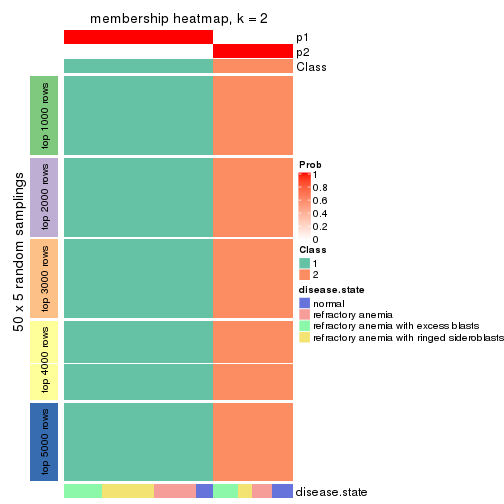 membership heatmap, k = 2
p1
p2
Class
50 x 5 random samplings
top 1000 rows
top 2000 rows
top 3000 rows
top 4000 rows
top 5000 rows
Prob
1
0.8
0.6
0.4
0.2
0
Class
1
2
disease.state
normal
refractory anemia
refractory anemia with excess blasts
refractory anemia with ringed sideroblasts
disease.state